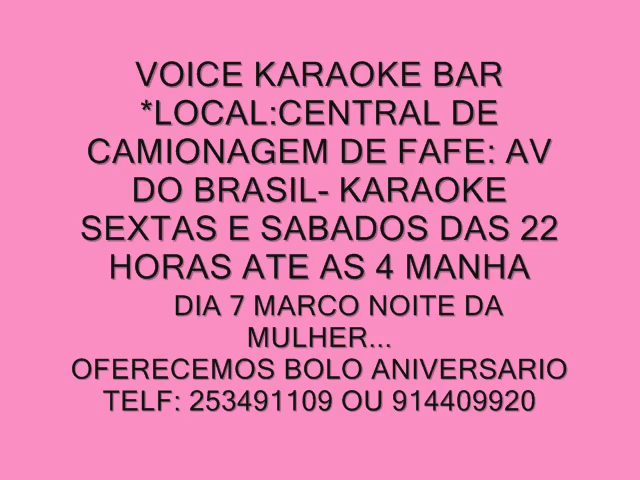 VOICE KARAOKE BAR
*LOCAL:CENTRAL DE
CAMIONAGEM DE FAFE: AV
DO BRASIL- KARAOKE
SEXTAS E SABADOS DAS 22
HORAS ATE AS 4 MANHA
DIA 7 MARCO NOITE DA
MULHER...
OFERECEMOS BOLO ANIVERSARIO
TELF: 253491109 OU 914409920